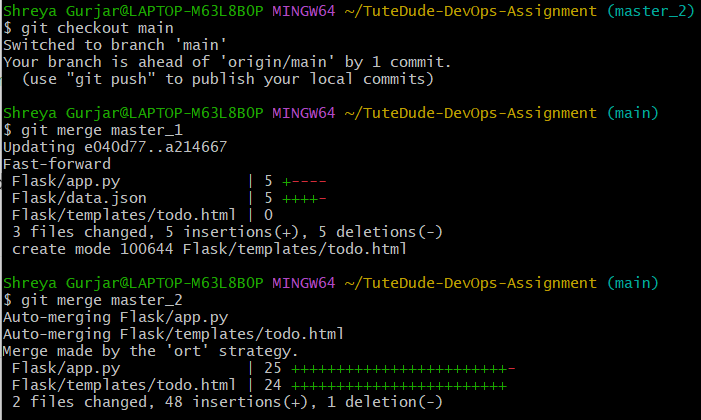 Shreya Gurjar@LAPTOP-M63L8B0P MINGW64 ~/TuteDude-DevOps-Assignment (master_2)
$ git checkout main
Switched to branch 'main'
Your branch is ahead of 'origin/main' by 1 commit.
  (use "git push" to publish your local commits)

Shreya Gurjar@LAPTOP-M63L8B0P MINGW64 ~/TuteDude-DevOps-Assignment (main)
$ git merge master_1
Updating e040d77..a214667
Fast-forward
 Flask/app.py              | 5 +----
 Flask/data.json           | 5 ++++-
 Flask/templates/todo.html | 0
 3 files changed, 5 insertions(+), 5 deletions(-)
 create mode 100644 Flask/templates/todo.html

Shreya Gurjar@LAPTOP-M63L8B0P MINGW64 ~/TuteDude-DevOps-Assignment (main)
$ git merge master_2
Auto-merging Flask/app.py
Auto-merging Flask/templates/todo.html
Merge made by the 'ort' strategy.
 Flask/app.py              | 25 ++++++++++++++++++++++++-
 Flask/templates/todo.html | 24 ++++++++++++++++++++++++
 2 files changed, 48 insertions(+), 1 deletion(-)